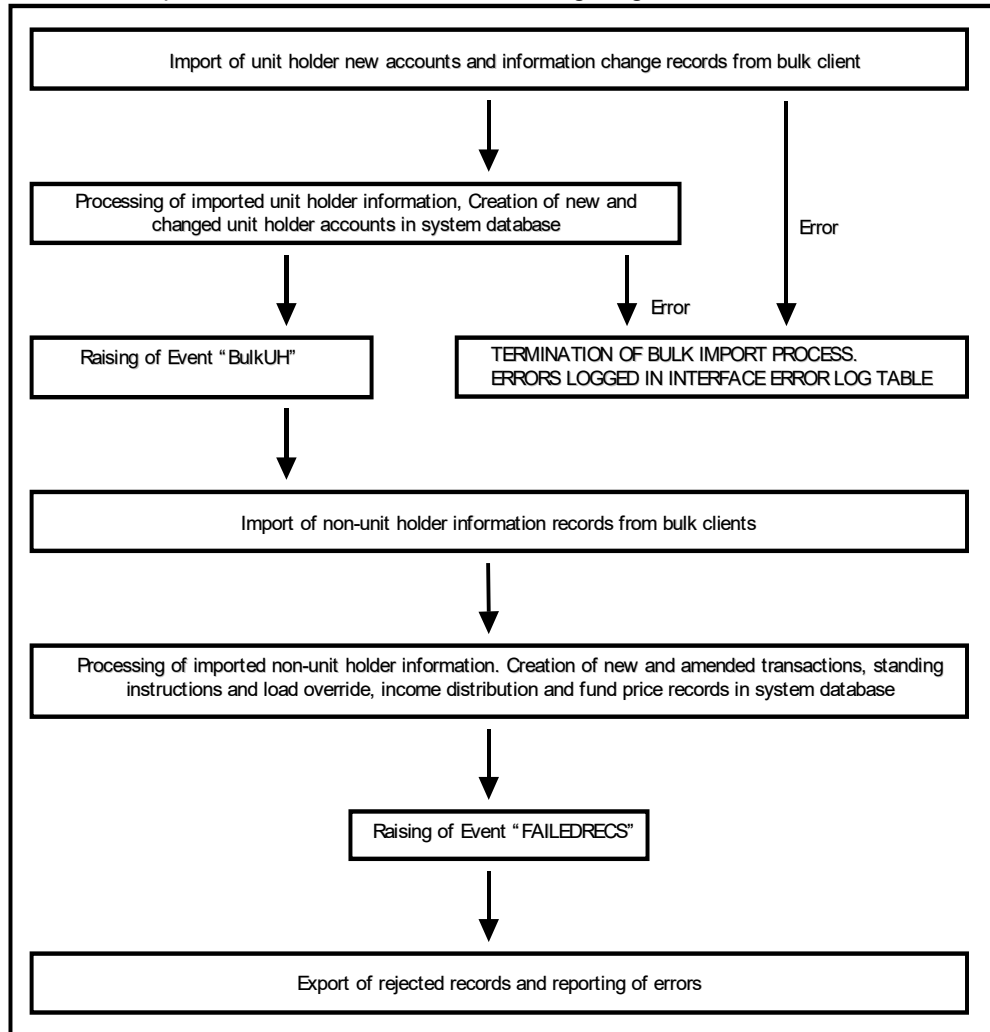 Import of unit holder new accounts and information change records from bulk client
Processing of imported unit holder information, Creation of new and
changed unit holder accounts in system database
Error
Error
Raising of Event “BulkUH”
TERMINATION OF BULK IMPORT PROCESS.
ERRORS LOGGED IN INTERFACE ERROR LOG TABLE
Import of non-unit holder information records from bulk clients
Processing of imported non-unit holder information. Creation of new and amended transactions, standing
instructions and load override, income distribution and fund price records in system database
Raising of Event “FAILEDRECS”
Export of rejected records and reporting of errors